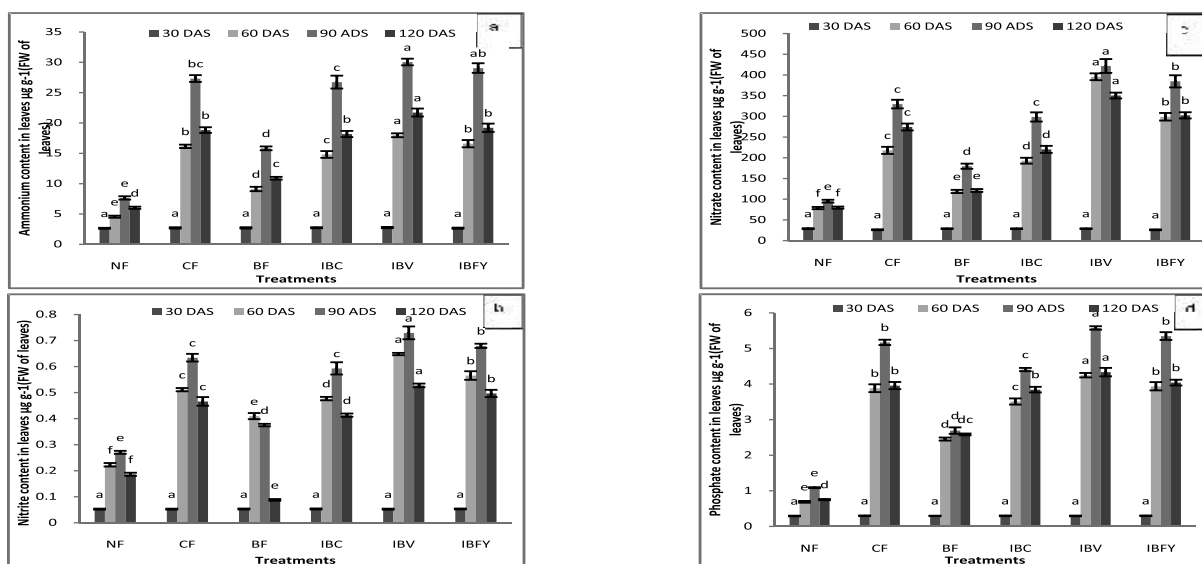 30 DAS 60 DAS 90 ADS 120 DAS
a
Ammonium content in leaves µg g-1(FW of
leaves)
35
30
25
20
15
10
5
0
a e e d
a b bc b
a d d c
a c c b
a a a a
a b ab b
NF CF BF IBC IBV IBFY
Treatments
30 DAS 60 DAS 90 ADS 120 DAS
Nitrate content in leaves µg g-1(FW of
leaves)
500
450
400
350
300
250
200
150
100
50
0
a f e f
a c c c
a e d e
a d c d
a a a a
a b b b
NF CF BF IBC IBV IBFY
Treatments
30 DAS 60 DAS 90 ADS 120 DAS
b
Nitrite content in leaves µg g-1(FW of leaves)
0.8
0.7
0.6
0.5
0.4
0.3
0.2
0.1
0
a f e f
a c c c
a e d e
a d c d
a a a a
a b b b
NF CF BF IBC IBV IBFY
Treatments
30 DAS 60 DAS 90 ADS 120 DAS
d
Phosphate content in leaves µg g-1(FW of
leaves)
6
5
4
3
2
1
0
a e e d
a b b b
a d d dc
a c c b
a a a a
a b b b
NF CF BF IBC IBV IBFY
Treatments